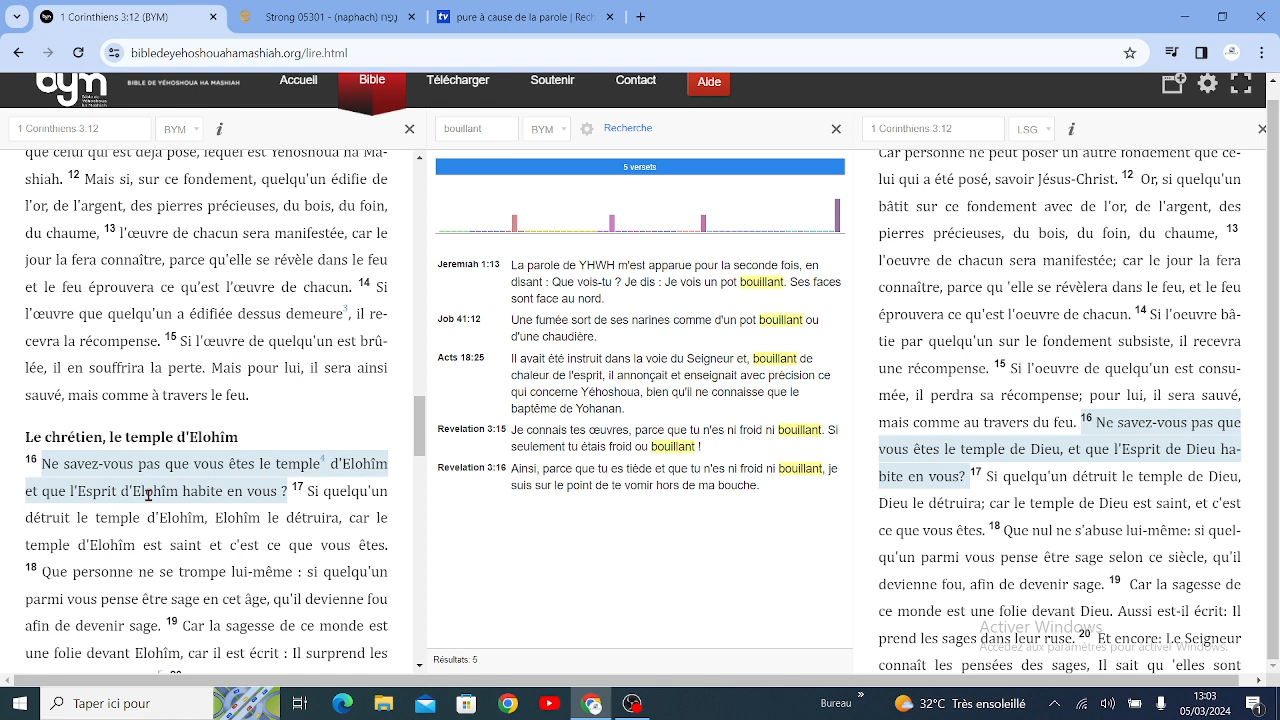 1 Corinthiens 3:12 - (BYM)
Strong 05301 - (נָפַח / naphach)
bouillant à cause de la | Rech
bibledeyehoshouahamashiah.org/lire.html
bym BIBLE DE YÉHOSHOUA HA MASHIAH
Accueil
Bible
Télécharger
Soutenir
Contact
Aide
1 Corinthiens 3.12 BYM i
bouillant BYM Recherche
1 Corinthiens 3.12 LSG i
que celui qui est déjà posé, lequel est Yéhoshoua Ha Ma-
shiah. 12 Mais si, sur ce fondement, quelqu'un édifie de
l'or, de l'argent, des pierres précieuses, du bois, du foin,
du chaume, 13 l'œuvre de chacun sera manifestée, car le
jour la fera connaître, parce qu'elle se révèle dans le feu
et le feu éprouvera ce qu'est l'œuvre de chacun. 14 Si
l'œuvre que quelqu'un a édifiée dessus demeure3, il re-
cevra la récompense. 15 Si l'œuvre de quelqu'un est brû-
lée, il en souffrira la perte. Mais pour lui, il sera ainsi
sauvé, mais comme à travers le feu.
Le chrétien, le temple d'Elohîm
16 Ne savez-vous pas que vous êtes le temple4 d'Elohîm
et que l'Esprit d'Elohîm habite en vous ? 17 Si quelqu'un
détruit le temple d'Elohîm, Elohîm le détruira, car le
temple d'Elohîm est saint et c'est ce que vous êtes.
18 Que personne ne se trompe lui-même : si quelqu'un
parmi vous pense être sage en cet âge, qu'il devienne fou
afin de devenir sage. 19 Car la sagesse de ce monde est
une folie devant Elohîm, car il est écrit : Il surprend les
5 versets
Jeremiah 1:13 La parole de YHWH m'est apparue pour la seconde fois, en
disant : Que vois-tu ? Je dis : Je vois un pot bouillant. Ses faces
sont face au nord.
Job 41:12 Une fumée sort de ses narines comme d'un pot bouillant ou
d'une chaudière.
Acts 18:25 Il avait été instruit dans la voie du Seigneur et, bouillant de
chaleur de l'esprit, il annonçait et enseignait avec précision ce
qui concerne Yéhoshoua, bien qu'il ne connaisse que le
baptême de Yohanan.
Revelation 3:15 Je connais tes œuvres, parce que tu n'es ni froid ni bouillant. Si
seulement tu étais froid ou bouillant !
Revelation 3:16 Ainsi, parce que tu es tiède et que tu n'es ni froid ni bouillant, je
suis sur le point de te vomir hors de ma bouche.
Résultats: 5
Car personne ne peut poser un autre fondement que ce-
lui qui a été posé, savoir Jésus-Christ. 12 Or, si quelqu'un
bâtit sur ce fondement avec de l'or, de l'argent, des
pierres précieuses, du bois, du foin, du chaume, 13
l'oeuvre de chacun sera manifestée; car le jour la fera
connaître, parce qu 'elle se révèlera dans le feu, et le feu
éprouvera ce qu'est l'oeuvre de chacun. 14 Si l'oeuvre bâ-
tie par quelqu'un sur le fondement subsiste, il recevra
une récompense. 15 Si l'oeuvre de quelqu'un est consu-
mée, il perdra sa récompense; pour lui, il sera sauvé,
mais comme au travers du feu. 16 Ne savez-vous pas que
vous êtes le temple de Dieu, et que l'Esprit de Dieu ha-
bite en vous? 17 Si quelqu'un détruit le temple de Dieu,
Dieu le détruira; car le temple de Dieu est saint, et c'est
ce que vous êtes. 18 Que nul ne s'abuse lui-même: si quel-
qu'un parmi vous pense être sage selon ce siècle, qu'il
devienne fou, afin de devenir sage. 19 Car la sagesse de
ce monde est une folie devant Dieu. Aussi est-il écrit: Il
prend les sages dans leur ruse. 20 Et encore: Le Seigneur
connaît les pensées des sages, Il sait qu 'elles sont
Activer Windows
Accédez aux paramètres pour activer Windows.
Taper ici pour
Bureau
32°C Très ensoleillé
13:03
05/03/2024